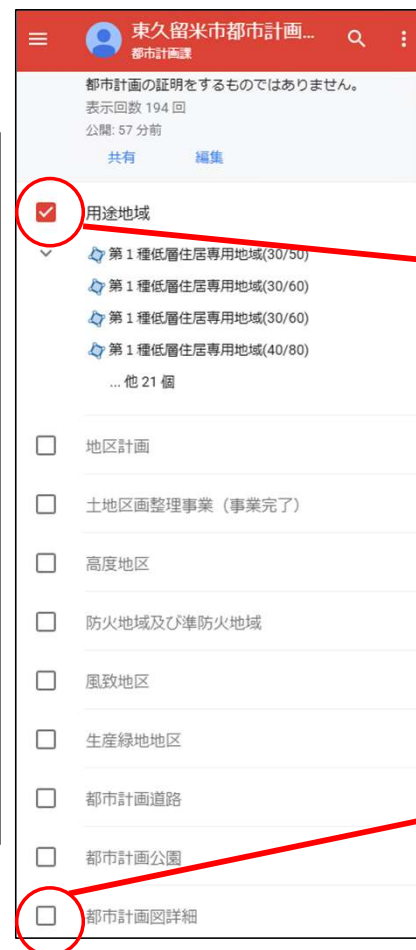 東久留米市都市計画...
都市計画課
都市計画の証明をするものではありません。
表示回数 194 回
公開: 57 分前
共有 編集
用途地域
第１種低層住居専用地域(30/50)
第１種低層住居専用地域(30/60)
第１種低層住居専用地域(30/60)
第１種低層住居専用地域(40/80)
... 他 21 個
地区計画
土地区画整理事業（事業完了）
高度地区
防火地域及び準防火地域
風致地区
生産緑地地区
都市計画道路
都市計画公園
都市計画図詳細